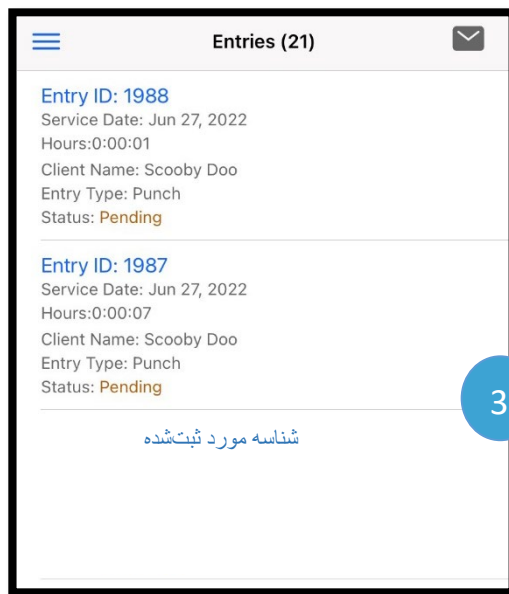 Entries (21)
Entry ID: 1988
Service Date: Jun 27, 2022
Hours:0:00:01
Client Name: Scooby Doo
Entry Type: Punch
Status: Pending
Entry ID: 1987
Service Date: Jun 27, 2022
Hours:0:00:07
Client Name: Scooby Doo
Entry Type: Punch
Status: Pending
3
شناسه مورد ثبت‌شده